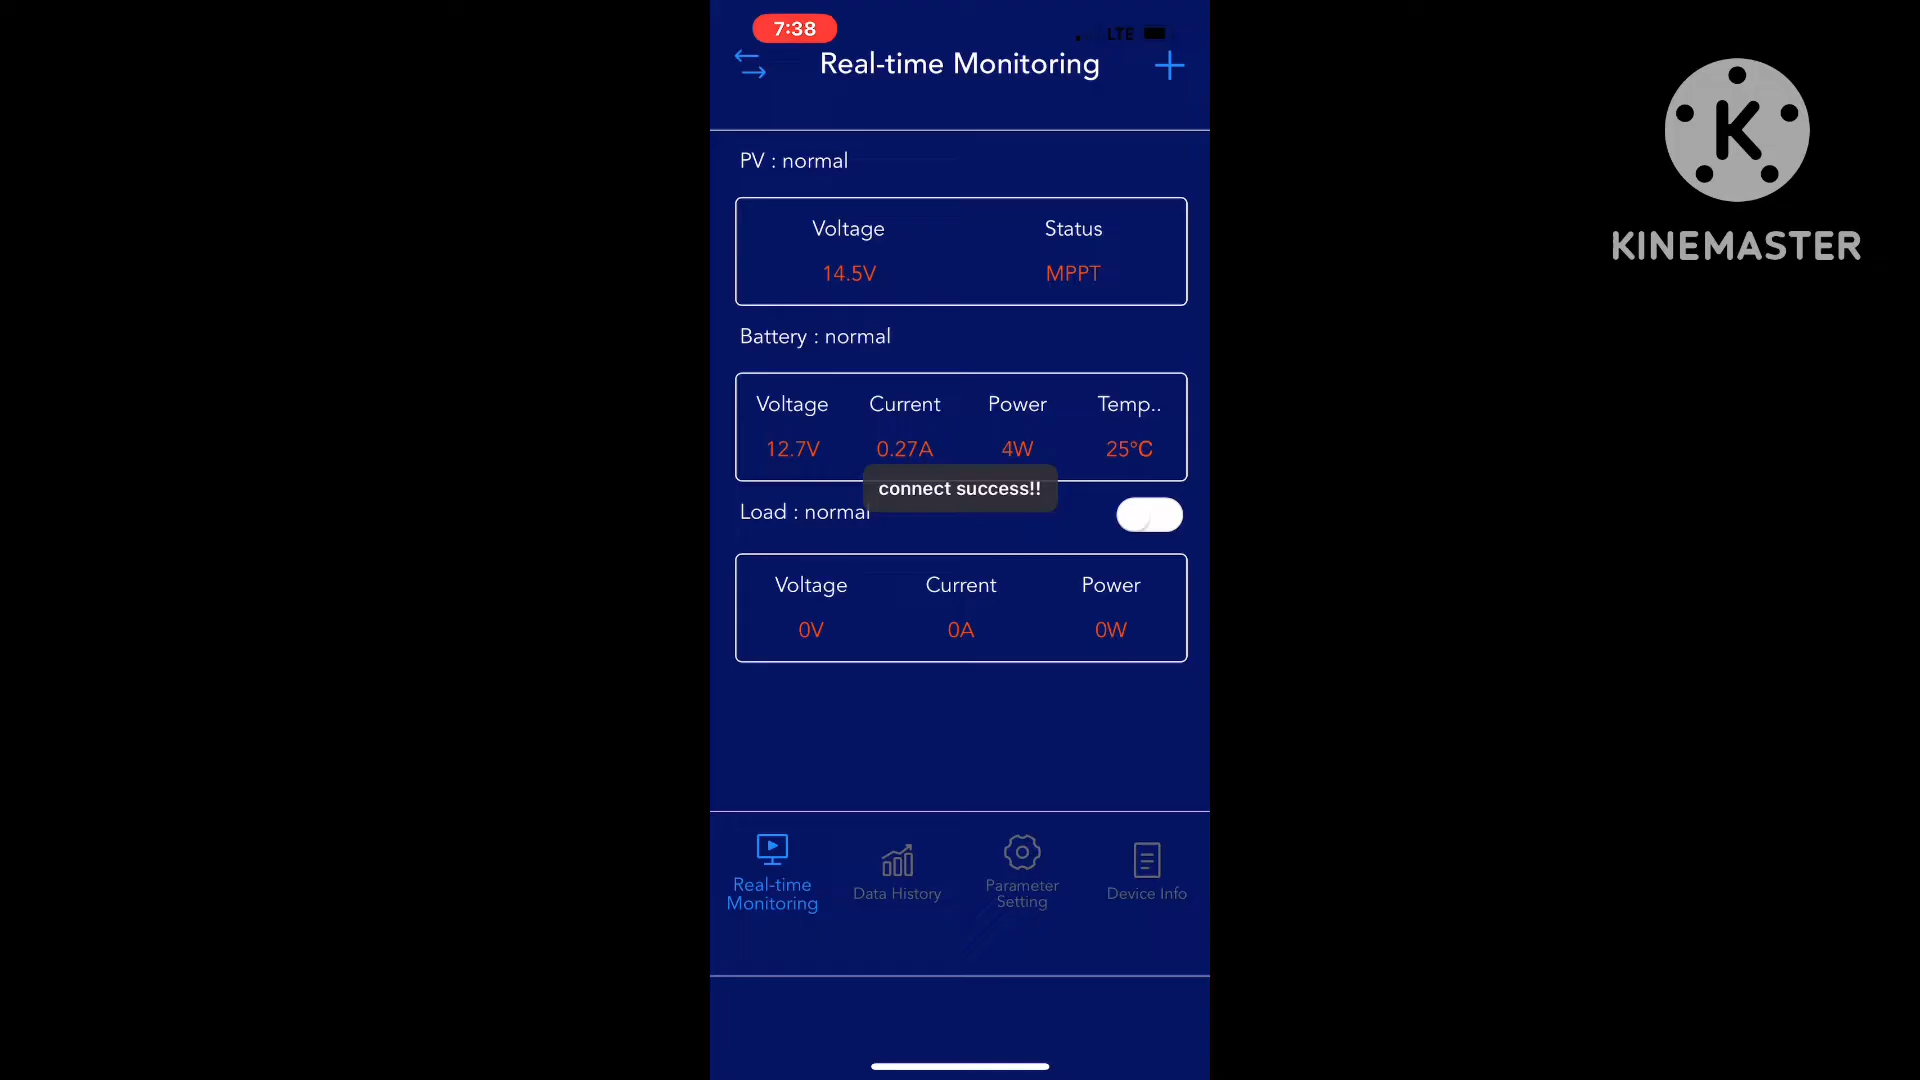 7:38
LTE
Real-time Monitoring
PV : normal
Voltage Status
14.5V MPPT
Battery : normal
Voltage Current Power Temp..
12.7V 0.27A 4W 25°C
connect success!!
Load : normal
Voltage Current Power
0V 0A 0W
Real-time
Monitoring
Data History
Parameter
Setting
Device Info
K
KINEMASTER